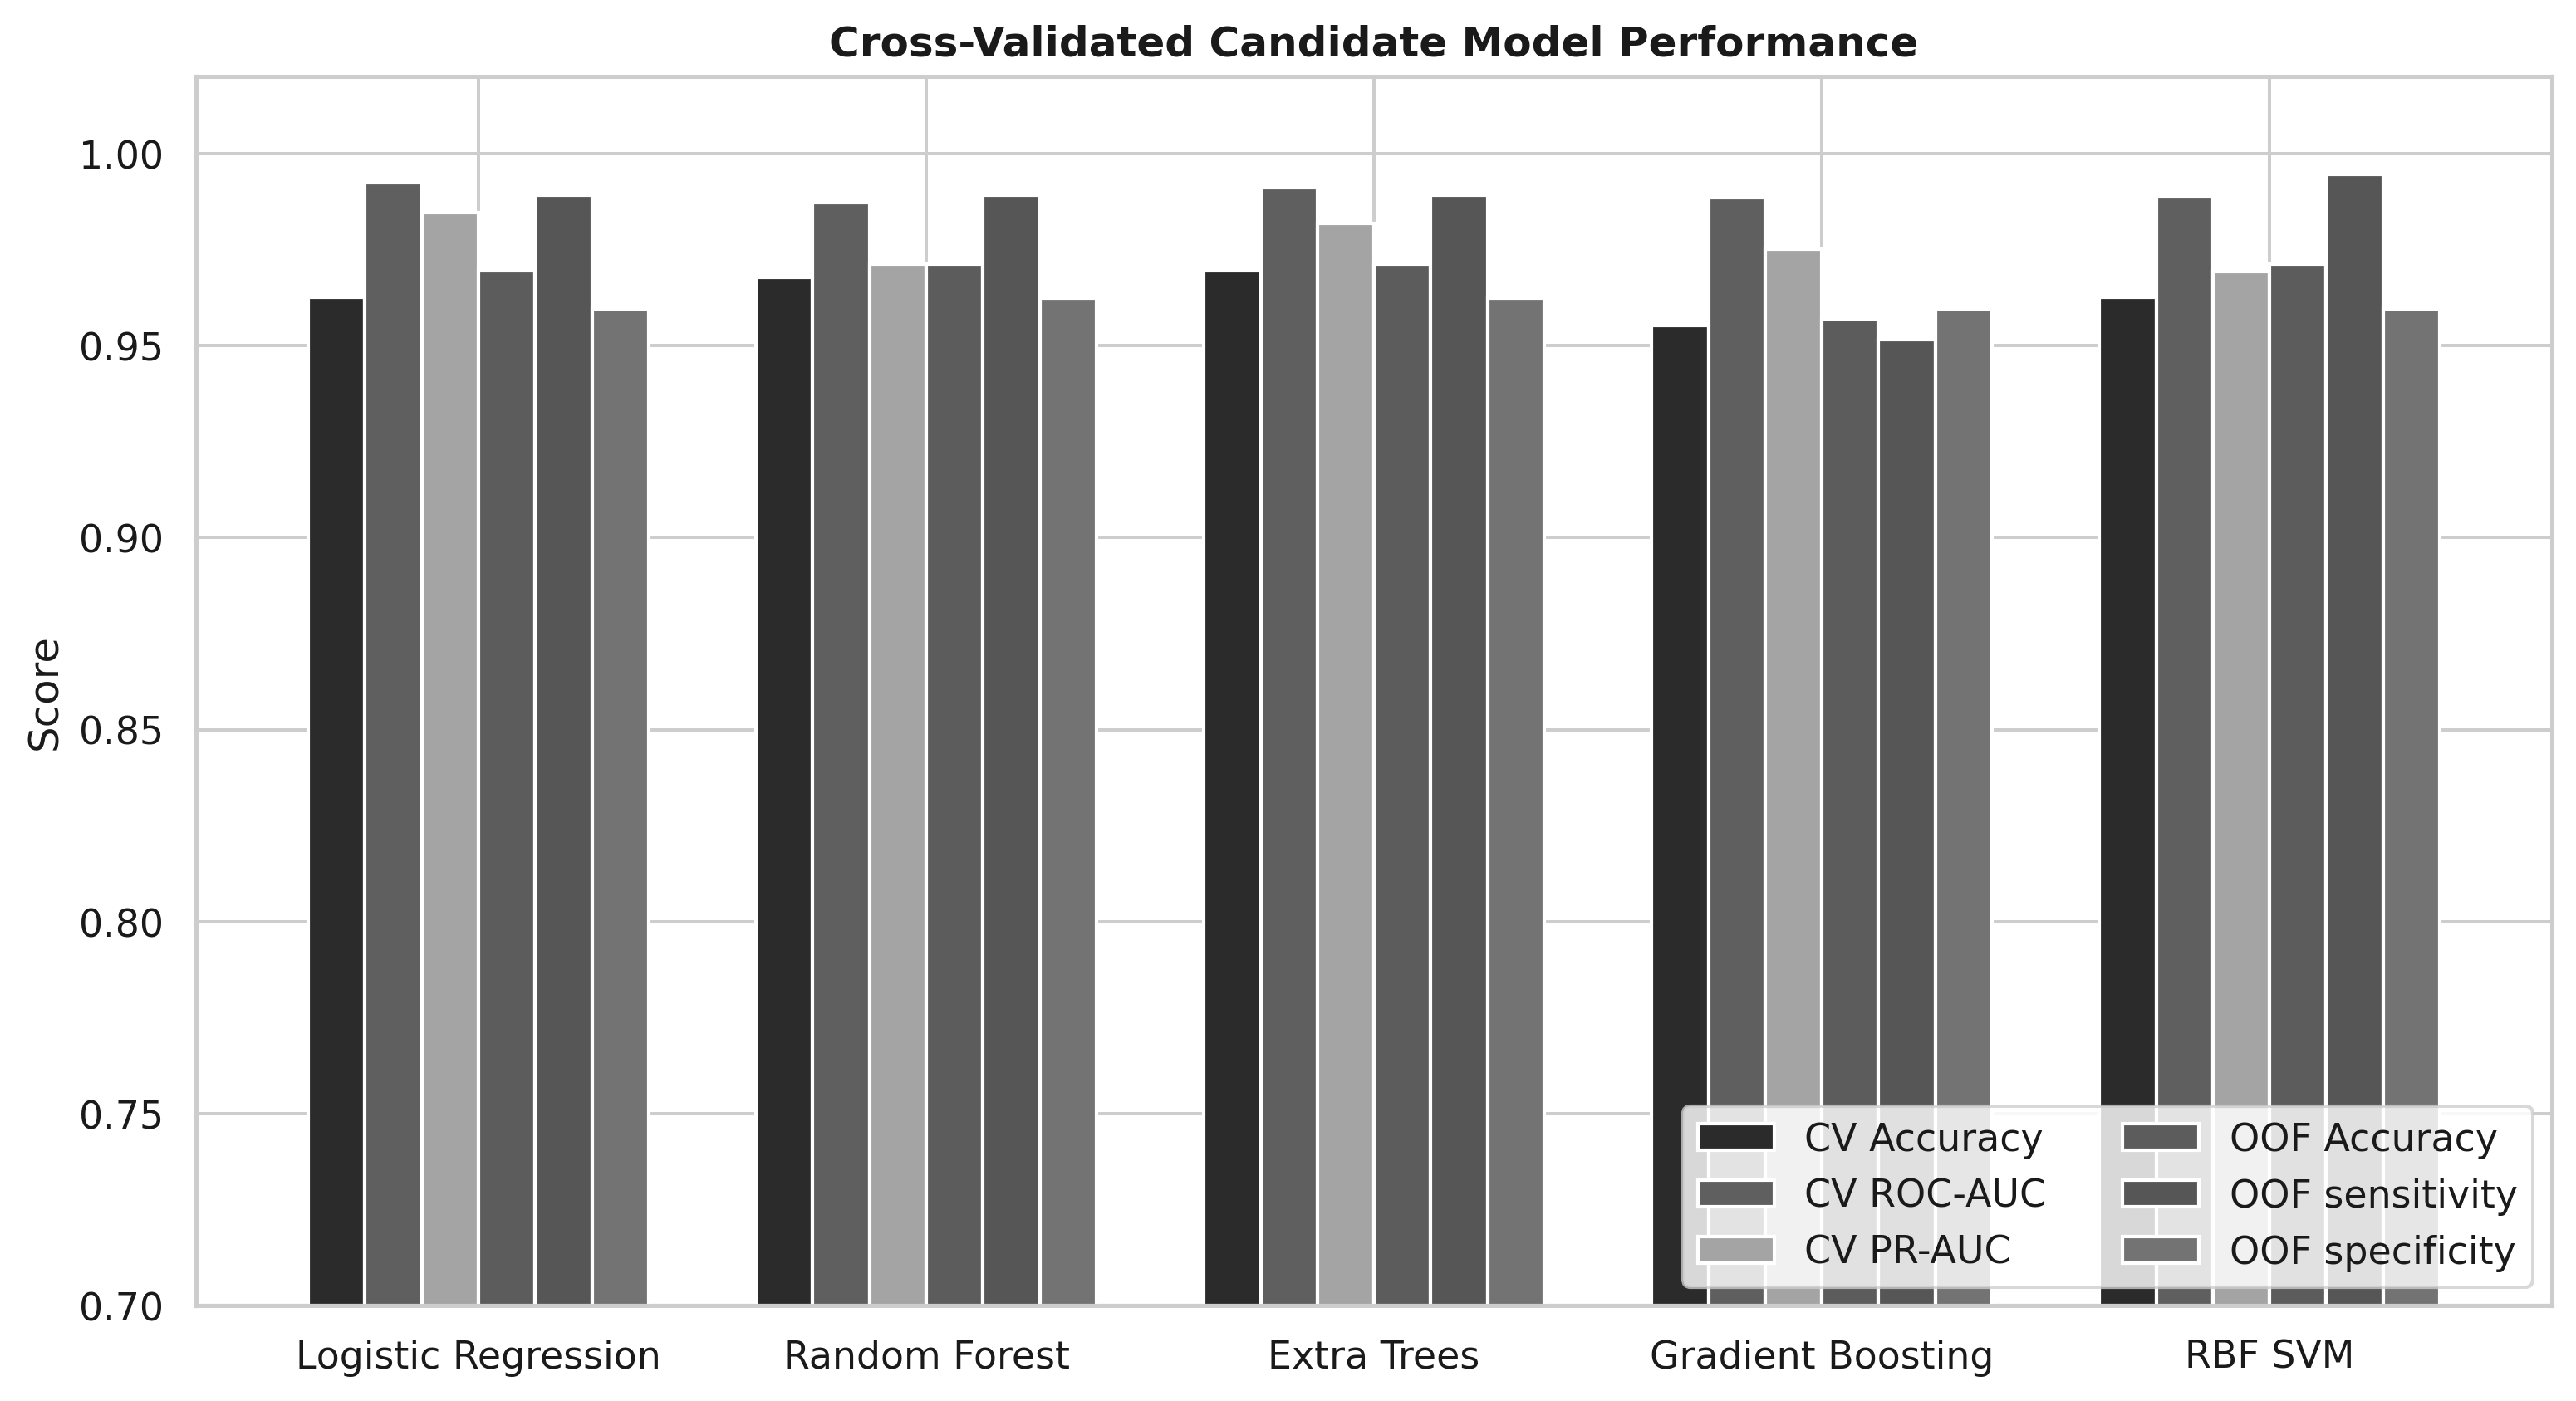 Cross-Validated Candidate Model Performance
1.00
0.95
0.90
0.85
0.80
0.75
0.70
Score
CV Accuracy
CV ROC-AUC
CV PR-AUC
OOF Accuracy
OOF sensitivity
OOF specificity
Logistic Regression
Random Forest
Extra Trees
Gradient Boosting
RBF SVM